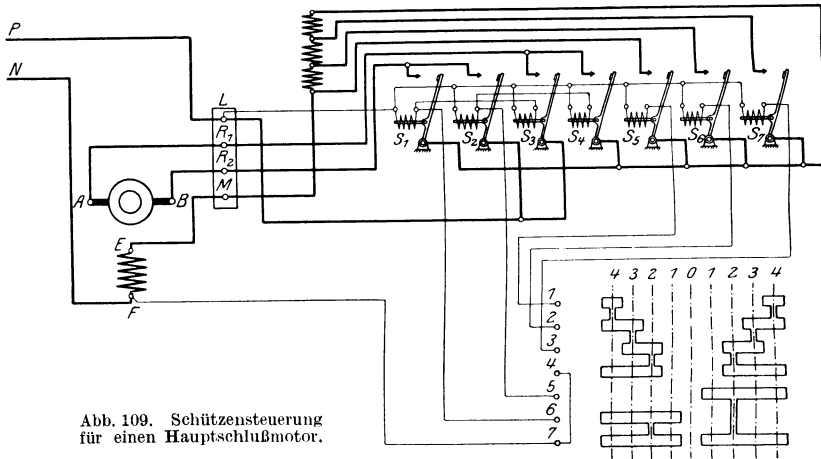 P
N
L
R1
R2
M
A
B
E
F
S1 S2 S3 S4 S5 S6 S7
4 3 2 1 0 1 2 3 4
1
2
3
4
5
6
7
Abb. 109. Schützensteuerung
für einen Hauptschlußmotor.